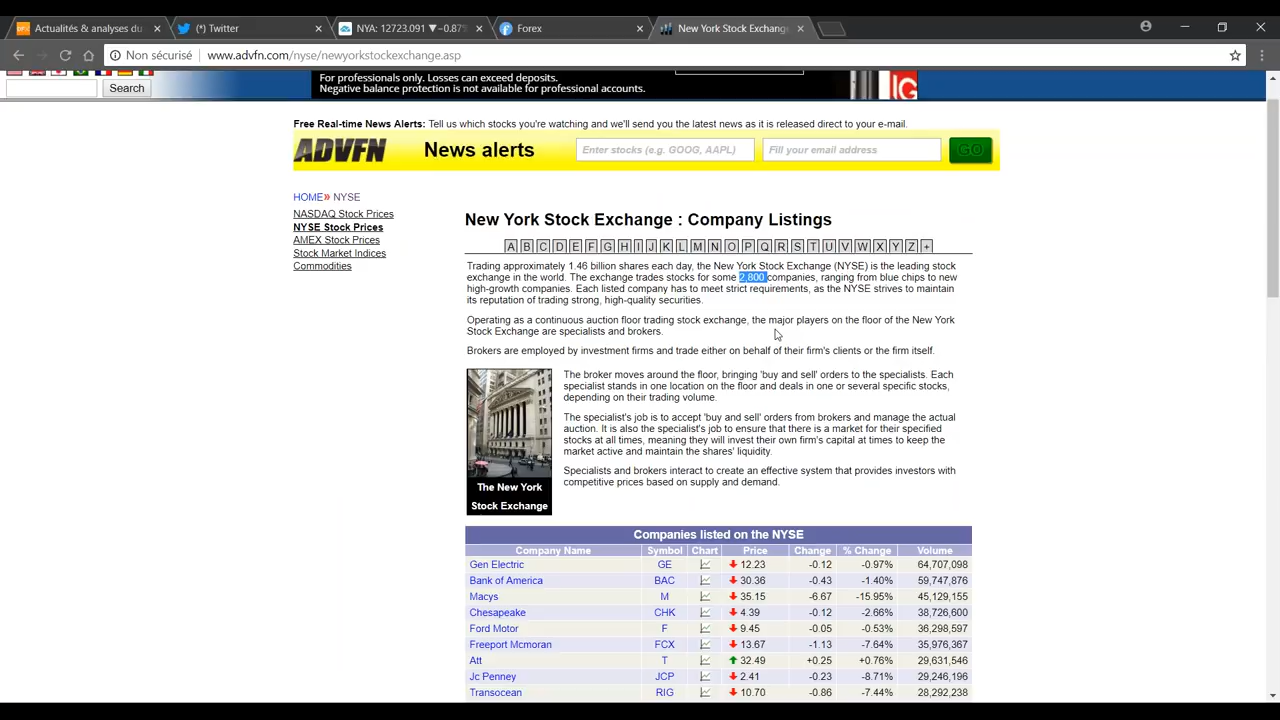 Actualités & analyses du
(*) Twitter
NYA: 12723.091 ▼−0.87%
Forex
New York Stock Exchange
Non sécurisé
www.advfn.com/nyse/newyorkstockexchange.asp
Search
For professionals only. Losses can exceed deposits.
Negative balance protection is not available for professional accounts.
IG
Free Real-time News Alerts: Tell us which stocks you're watching and we'll send you the latest news as it is released direct to your e-mail.
ADVFN
News alerts
Enter stocks (e.g. GOOG, AAPL)
Fill your email address
GO
HOME» NYSE
NASDAQ Stock Prices
NYSE Stock Prices
AMEX Stock Prices
Stock Market Indices
Commodities
New York Stock Exchange : Company Listings
A B C D E F G H I J K L M N O P Q R S T U V W X Y Z +
Trading approximately 1.46 billion shares each day, the New York Stock Exchange (NYSE) is the leading stock
exchange in the world. The exchange trades stocks for some 2,800 companies, ranging from blue chips to new
high-growth companies. Each listed company has to meet strict requirements, as the NYSE strives to maintain
its reputation of trading strong, high-quality securities.
Operating as a continuous auction floor trading stock exchange, the major players on the floor of the New York
Stock Exchange are specialists and brokers.
Brokers are employed by investment firms and trade either on behalf of their firm's clients or the firm itself.
The broker moves around the floor, bringing 'buy and sell' orders to the specialists. Each
specialist stands in one location on the floor and deals in one or several specific stocks,
depending on their trading volume.
The specialist's job is to accept 'buy and sell' orders from brokers and manage the actual
auction. It is also the specialist's job to ensure that there is a market for their specified
stocks at all times, meaning they will invest their own firm's capital at times to keep the
market active and maintain the shares' liquidity.
Specialists and brokers interact to create an effective system that provides investors with
competitive prices based on supply and demand.
The New York
Stock Exchange
Companies listed on the NYSE
Company Name Symbol Chart Price Change % Change Volume
Gen Electric GE 12.23 -0.12 -0.97% 64,707,098
Bank of America BAC 30.36 -0.43 -1.40% 59,747,876
Macys M 35.15 -6.67 -15.95% 45,129,155
Chesapeake CHK 4.39 -0.12 -2.66% 38,726,600
Ford Motor F 9.45 -0.05 -0.53% 36,298,597
Freeport Mcmoran FCX 13.67 -1.13 -7.64% 35,976,367
Att T 32.49 +0.25 +0.76% 29,631,546
Jc Penney JCP 2.41 -0.23 -8.71% 29,246,196
Transocean RIG 10.70 -0.86 -7.44% 28,292,238